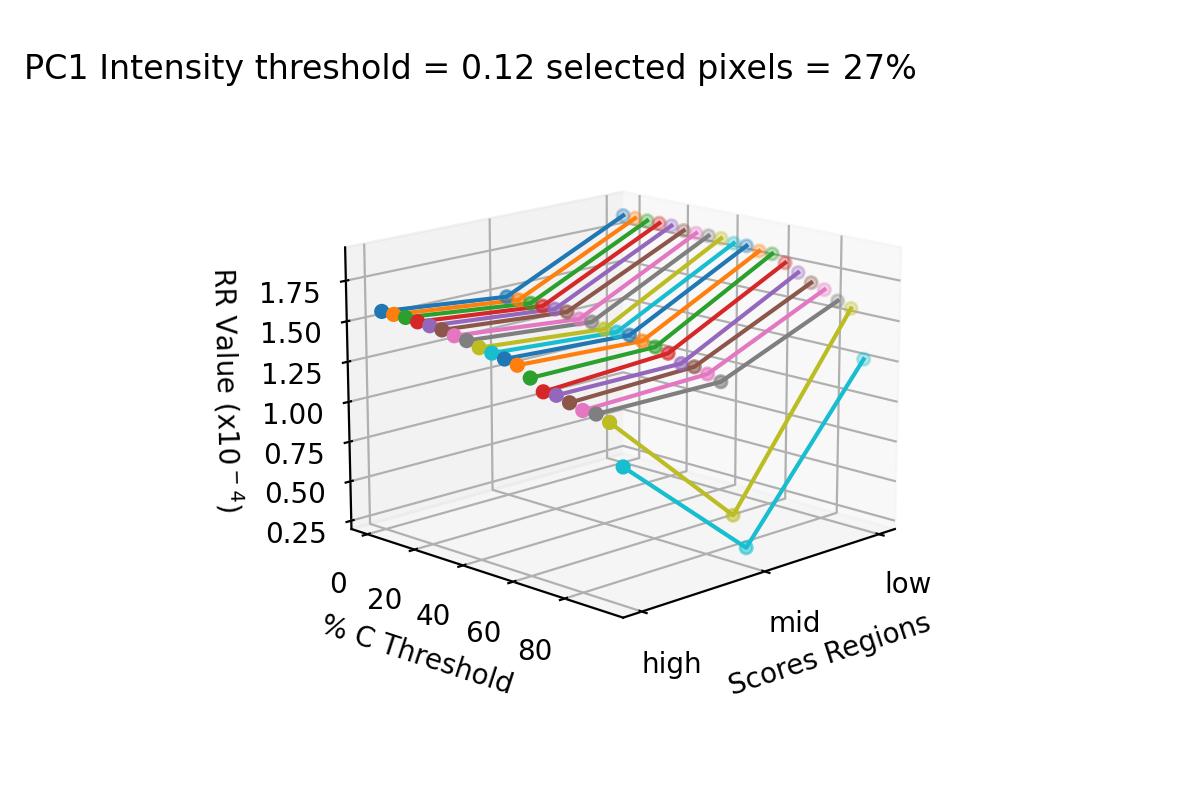 PC1 Intensity threshold = 0.12 selected pixels = 27%
RR Value (x10⁻⁴)
1.75
1.50
1.25
1.00
0.75
0.50
0.25
0
20
40
60
80
% C Threshold
high
mid
low
Scores Regions